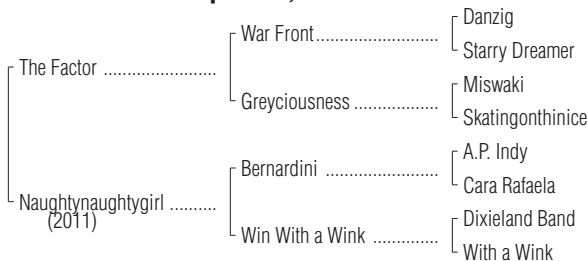 Danzig
War Front
Starry Dreamer
The Factor
Miswaki
Greyciousness
Skatingonthinice
A.P. Indy
Bernardini
Cara Rafaela
Naughtynaughtygirl
(2011)
Dixieland Band
Win With a Wink
With a Wink